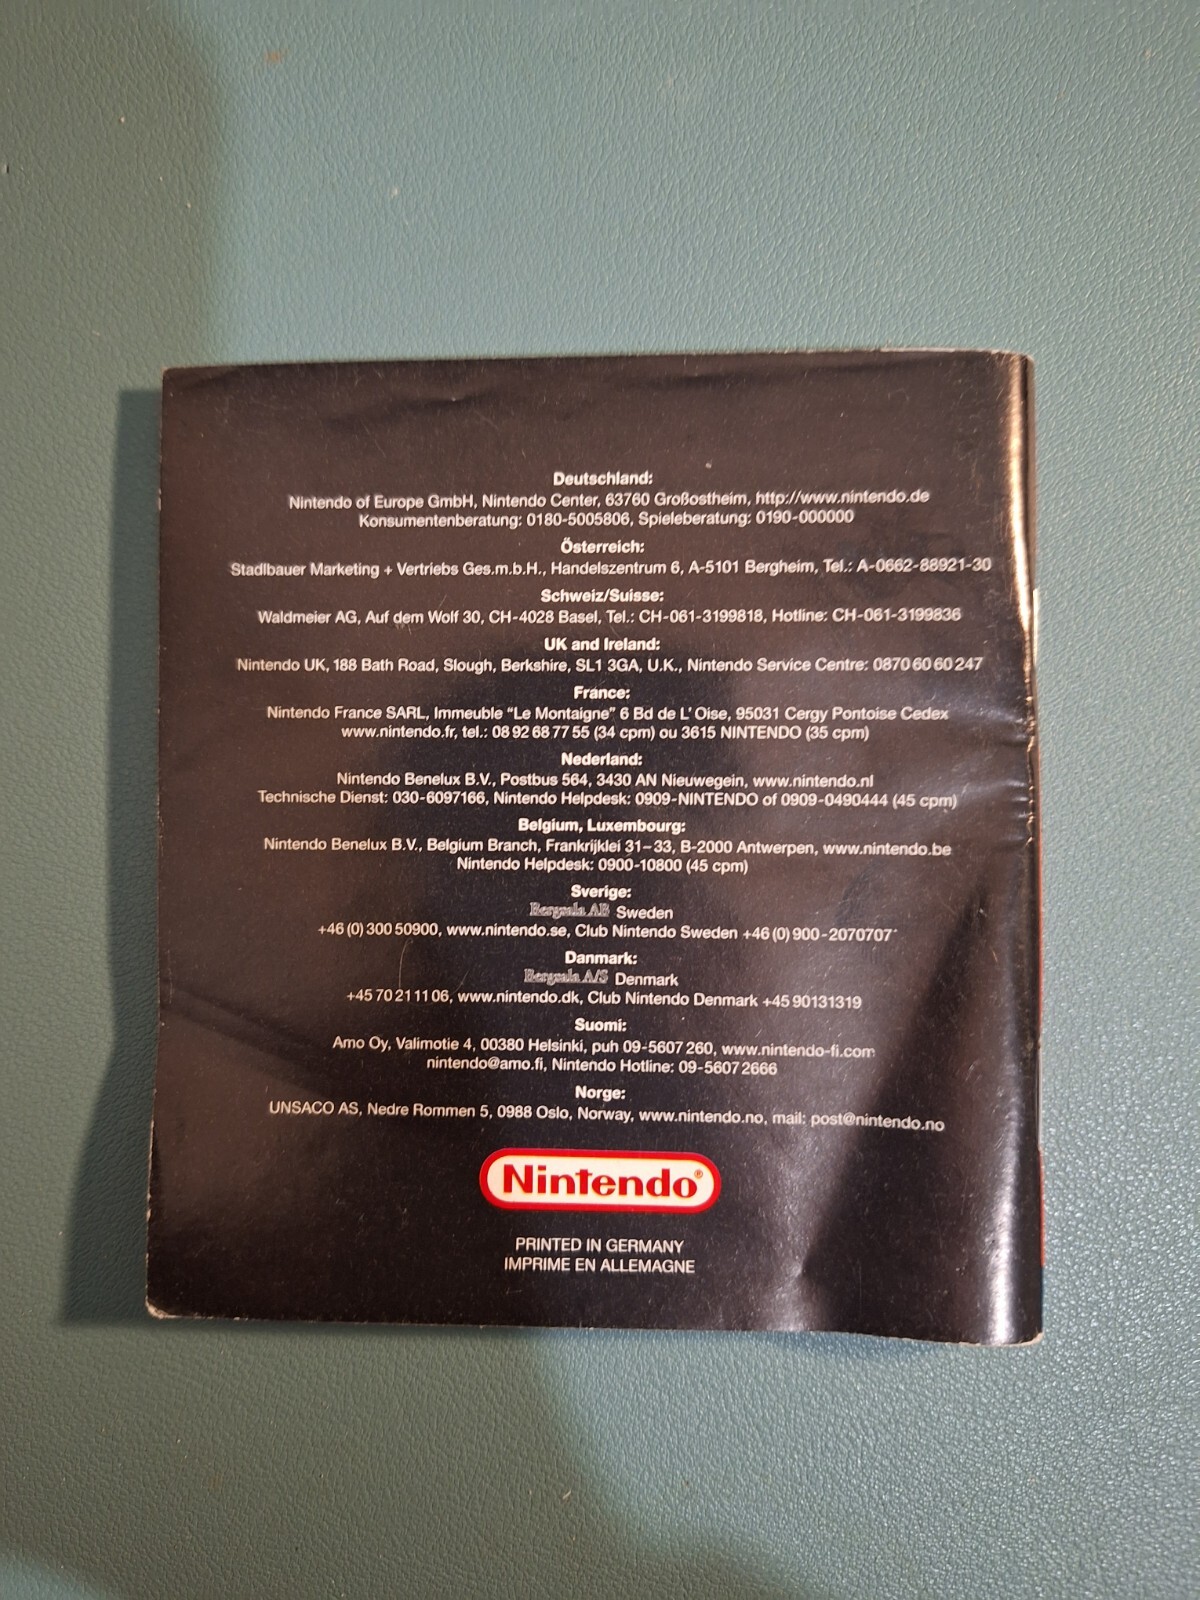 Deutschland:
Nintendo of Europe GmbH, Nintendo Center, 63760 Großostheim, http://www.nintendo.de
Konsumentenberatung: 0180-5005806, Spieleberatung: 0190-000000
Österreich:
Stadlbauer Marketing + Vertriebs Ges.m.b.H., Handelszentrum 6, A-5101 Bergheim, Tel.: A-0662-88921-30
Schweiz/Suisse:
Waldmeier AG, Auf dem Wolf 30, CH-4028 Basel, Tel.: CH-061-3199818, Hotline: CH-061-3199836
UK and Ireland:
Nintendo UK, 188 Bath Road, Slough, Berkshire, SL1 3GA, U.K., Nintendo Service Centre: 0870 60 60 247
France:
Nintendo France SARL, Immeuble "Le Montaigne" 6 Bd de L' Oise, 95031 Cergy Pontoise Cedex
www.nintendo.fr, tel.: 08 92 68 77 55 (34 cpm) ou 3615 NINTENDO (35 cpm)
Nederland:
Nintendo Benelux B.V., Postbus 564, 3430 AN Nieuwegein, www.nintendo.nl
Technische Dienst: 030-6097166, Nintendo Helpdesk: 0909-NINTENDO of 0909-0490444 (45 cpm)
Belgium, Luxembourg:
Nintendo Benelux B.V., Belgium Branch, Frankrijklei 31–33, B-2000 Antwerpen, www.nintendo.be
Nintendo Helpdesk: 0900-10800 (45 cpm)
Sverige:
Bergsala AB Sweden
+46 (0) 300 50900, www.nintendo.se, Club Nintendo Sweden +46 (0) 900-2070707*
Danmark:
Bergsala A/S Denmark
+45 70 21 11 06, www.nintendo.dk, Club Nintendo Denmark +45 90131319
Suomi:
Amo Oy, Valimotie 4, 00380 Helsinki, puh 09-5607 260, www.nintendo-fi.com
nintendo@amo.fi, Nintendo Hotline: 09-5607 2666
Norge:
UNSACO AS, Nedre Rommen 5, 0988 Oslo, Norway, www.nintendo.no, mail: post@nintendo.no
Nintendo®
PRINTED IN GERMANY
IMPRIME EN ALLEMAGNE